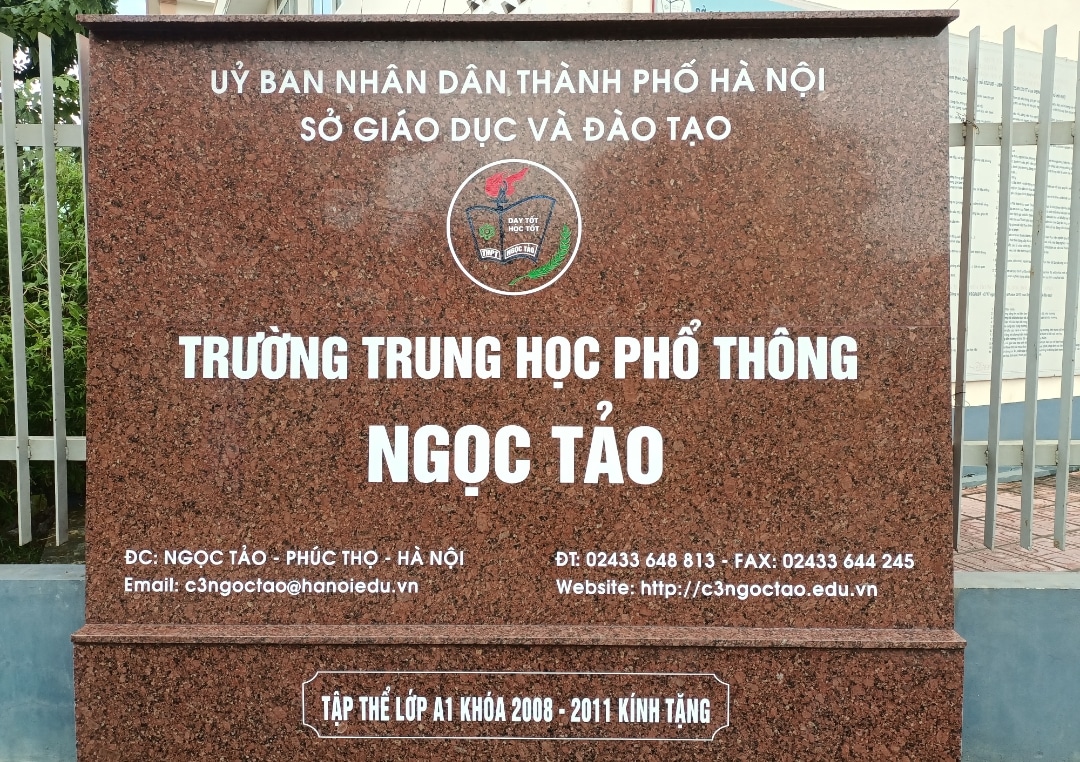 UỶ BAN NHÂN DÂN THÀNH PHỐ HÀ NỘI
SỞ GIÁO DỤC VÀ ĐÀO TẠO
DẠY TỐT
HỌC TỐT
THPT NGỌC TẢO
TRƯỜNG TRUNG HỌC PHỔ THÔNG
NGỌC TẢO
ĐC: NGỌC TẢO - PHÚC THỌ - HÀ NỘI
Email: c3ngoctao@hanoiedu.vn
ĐT: 02433 648 813 - FAX: 02433 644 245
Website: http://c3ngoctao.edu.vn
TẬP THỂ LỚP A1 KHÓA 2008 - 2011 KÍNH TẶNG